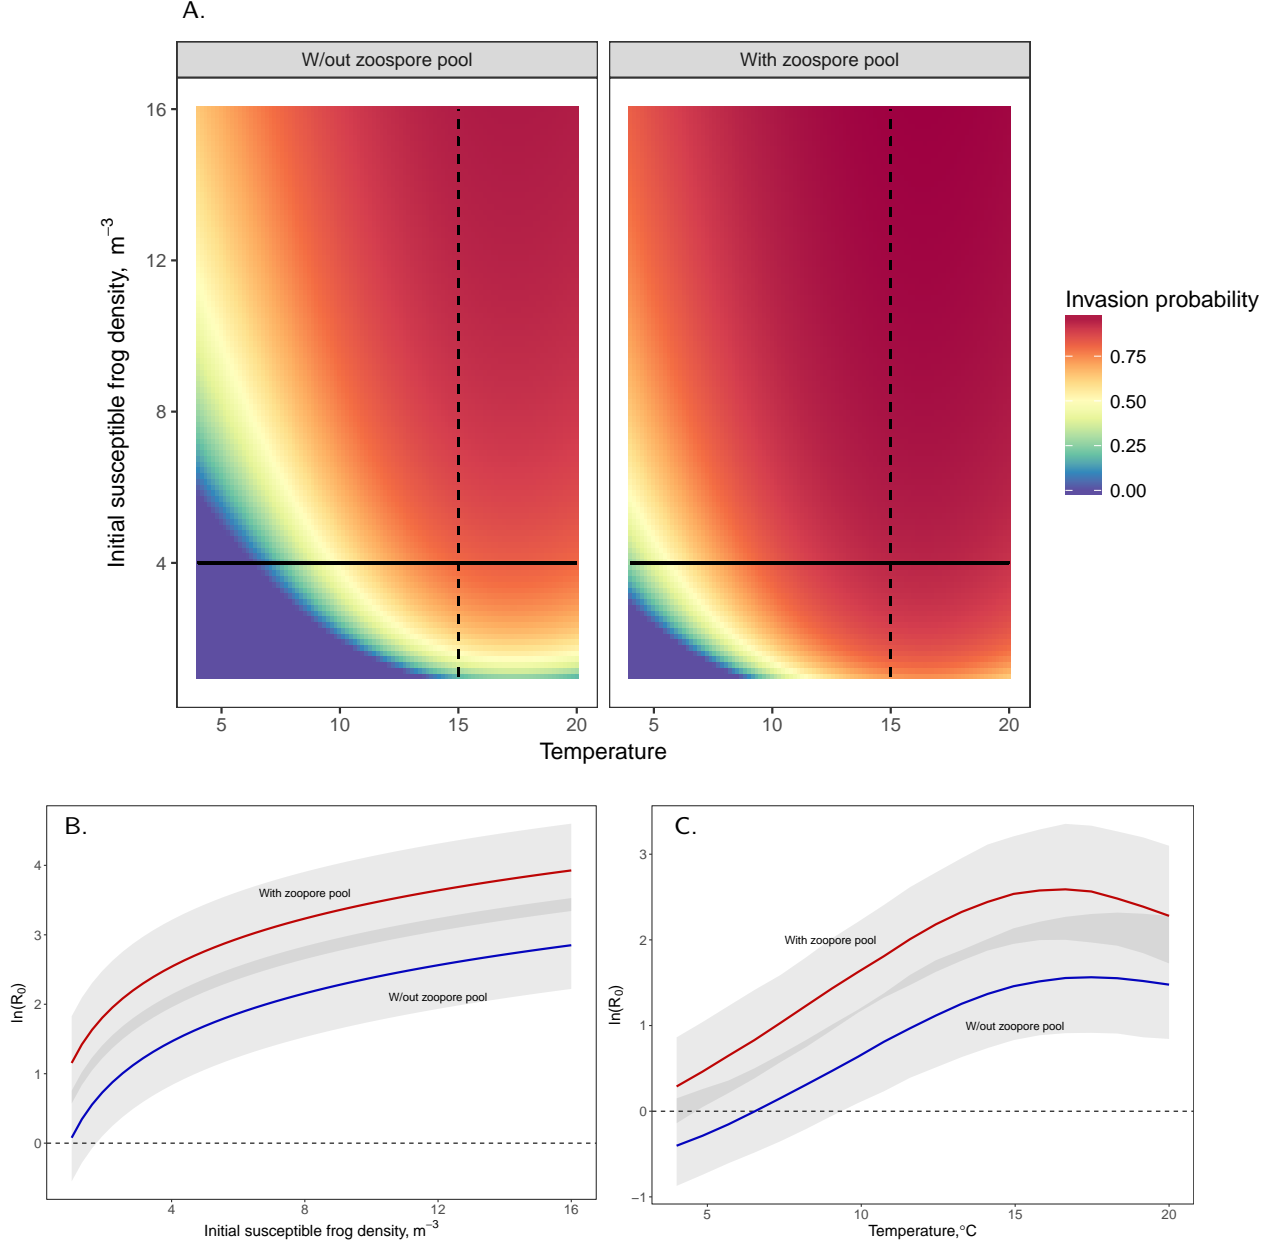 A.
W/out zoospore pool
With zoospore pool
16
12
8
4
Initial susceptible frog density, m⁻³
5 10 15 20
5 10 15 20
Temperature
Invasion probability
0.75
0.50
0.25
0.00
B.
4
3
2
1
0
ln(R₀)
With zoopore pool
W/out zoopore pool
4 8 12 16
Initial susceptible frog density, m⁻³
C.
3
2
1
0
−1
ln(R₀)
With zoopore pool
W/out zoopore pool
5 10 15 20
Temperature,°C